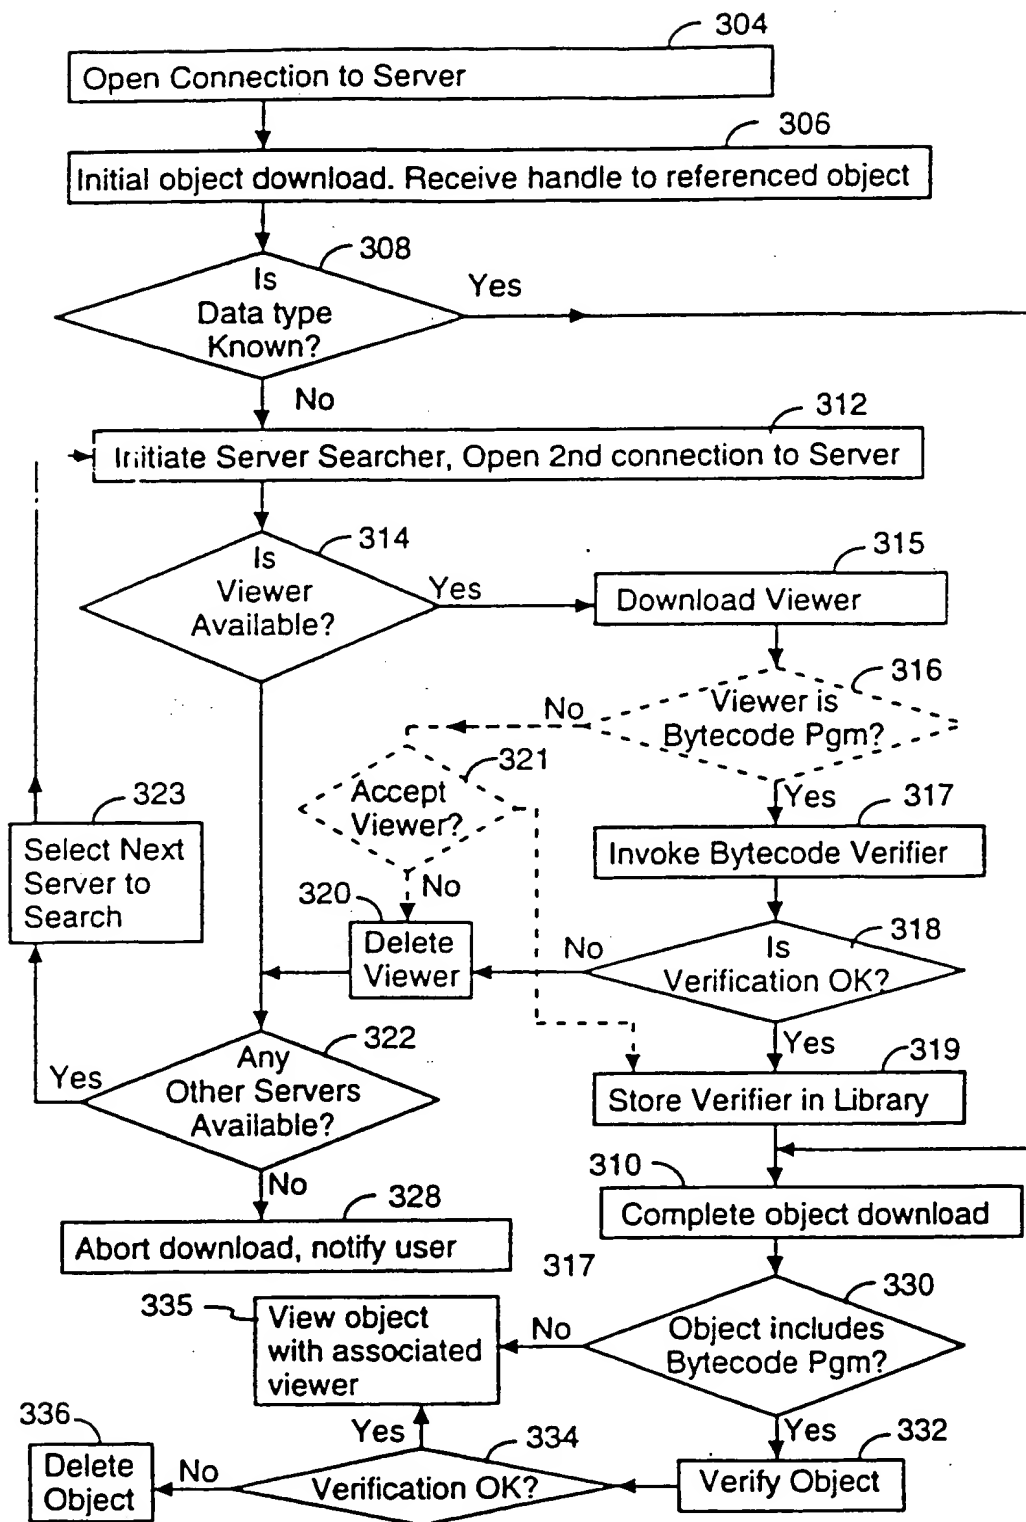 304
Open Connection to Server
306
Initial object download. Receive handle to referenced object
308
Is
Data type
Known?
Yes
No
312
Initiate Server Searcher, Open 2nd connection to Server
314
Is
Viewer
Available?
Yes
315
Download Viewer
316
Viewer is
Bytecode Pgm?
No
Yes
321
Accept
Viewer?
No
317
Invoke Bytecode Verifier
323
Select Next
Server to
Search
320
Delete
Viewer
318
Is
Verification OK?
No
Yes
322
Any
Other Servers
Available?
Yes
No
319
Store Verifier in Library
310
Complete object download
328
Abort download, notify user
317
330
Object includes
Bytecode Pgm?
No
Yes
335
View object
with associated
viewer
332
Verify Object
334
Verification OK?
Yes
No
336
Delete
Object